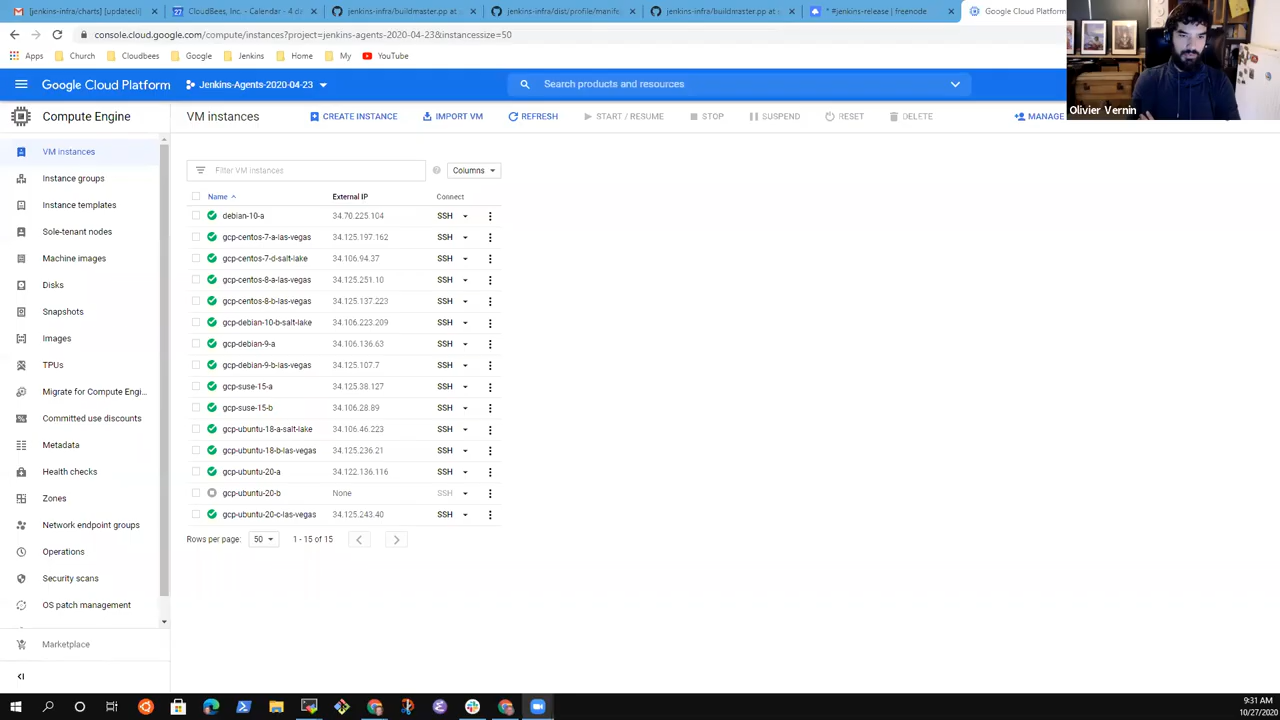 [jenkins-infra/charts] [updatecli]
CloudBees, Inc. - Calendar - 4 da
jenkins-infra/buildmaster.pp at
jenkins-infra/dist/profile/manife
jenkins-infra/buildmaster.pp at
* #jenkins-release | freenode
Google Cloud Platform
console.cloud.google.com/compute/instances?project=jenkins-agents-2020-04-23&instancessize=50
Apps
Church
Cloudbees
Google
Jenkins
Home
My
YouTube
Google Cloud Platform
Jenkins-Agents-2020-04-23
Search products and resources
Olivier Vernin
Compute Engine
VM instances
CREATE INSTANCE
IMPORT VM
REFRESH
START / RESUME
STOP
SUSPEND
RESET
DELETE
MANAGE
VM instances
Instance groups
Instance templates
Sole-tenant nodes
Machine images
Disks
Snapshots
Images
TPUs
Migrate for Compute Engi...
Committed use discounts
Metadata
Health checks
Zones
Network endpoint groups
Operations
Security scans
OS patch management
Marketplace
Filter VM instances
Columns
Name External IP Connect
debian-10-a 34.70.225.104 SSH
gcp-centos-7-a-las-vegas 34.125.197.162 SSH
gcp-centos-7-d-salt-lake 34.106.94.37 SSH
gcp-centos-8-a-las-vegas 34.125.251.10 SSH
gcp-centos-8-b-las-vegas 34.125.137.223 SSH
gcp-debian-10-b-salt-lake 34.106.223.209 SSH
gcp-debian-9-a 34.106.136.63 SSH
gcp-debian-9-b-las-vegas 34.125.107.7 SSH
gcp-suse-15-a 34.125.38.127 SSH
gcp-suse-15-b 34.106.28.89 SSH
gcp-ubuntu-18-a-salt-lake 34.106.46.223 SSH
gcp-ubuntu-18-b-las-vegas 34.125.236.21 SSH
gcp-ubuntu-20-a 34.122.136.116 SSH
gcp-ubuntu-20-b None SSH
gcp-ubuntu-20-c-las-vegas 34.125.243.40 SSH
Rows per page: 50 1 - 15 of 15
9:31 AM
10/27/2020